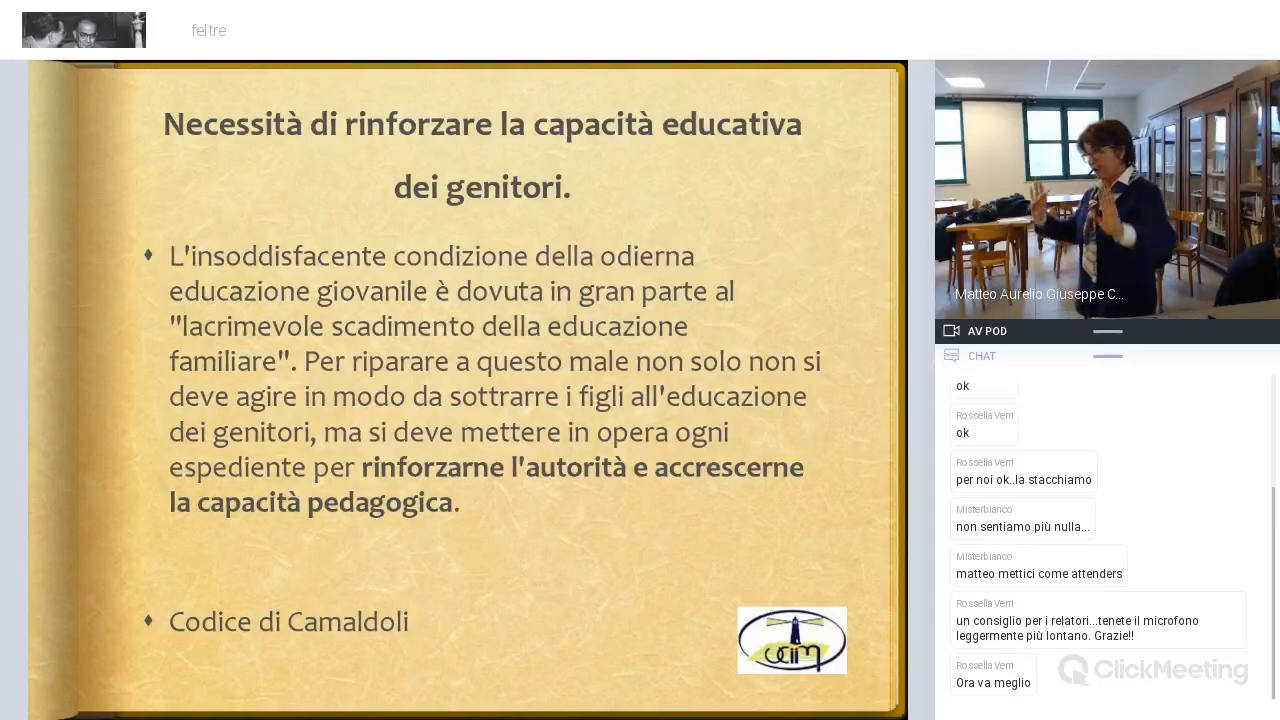 feltre
Necessità di rinforzare la capacità educativa
dei genitori.
L'insoddisfacente condizione della odierna
educazione giovanile è dovuta in gran parte al
"lacrimevole scadimento della educazione
familiare". Per riparare a questo male non solo non si
deve agire in modo da sottrarre i figli all'educazione
dei genitori, ma si deve mettere in opera ogni
espediente per rinforzarne l'autorità e accrescerne
la capacità pedagogica.
Codice di Camaldoli
ucim
Matteo Aurelio Giuseppe C...
AV POD
CHAT
ok
Rossella Verri
ok
Rossella Verri
per noi ok..la stacchiamo
Misterbianco
non sentiamo più nulla...
Misterbianco
matteo mettici come attenders
Rossella Verri
un consiglio per i relatori...tenete il microfono
leggermente più lontano. Grazie!!
Rossella Verri
Ora va meglio
ClickMeeting